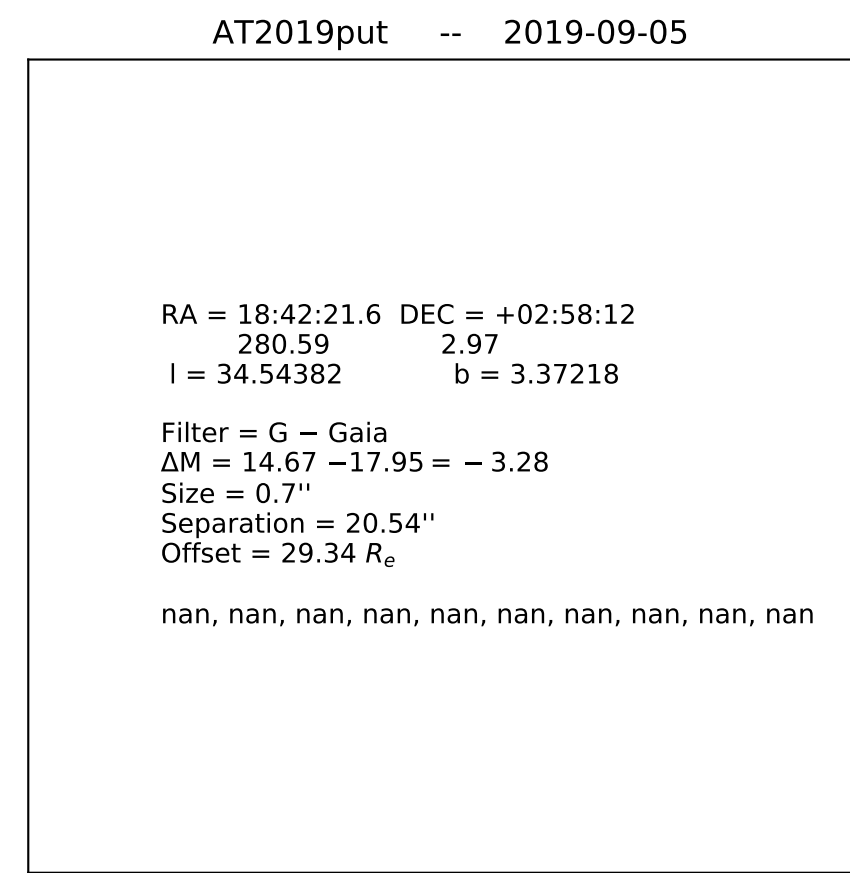 AT2019put -- 2019-09-05
RA = 18:42:21.6 DEC = +02:58:12
280.59 2.97
l = 34.54382 b = 3.37218
Filter = G − Gaia
ΔM = 14.67 −17.95 = − 3.28
Size = 0.7''
Separation = 20.54''
Offset = 29.34 Rₑ
nan, nan, nan, nan, nan, nan, nan, nan, nan, nan